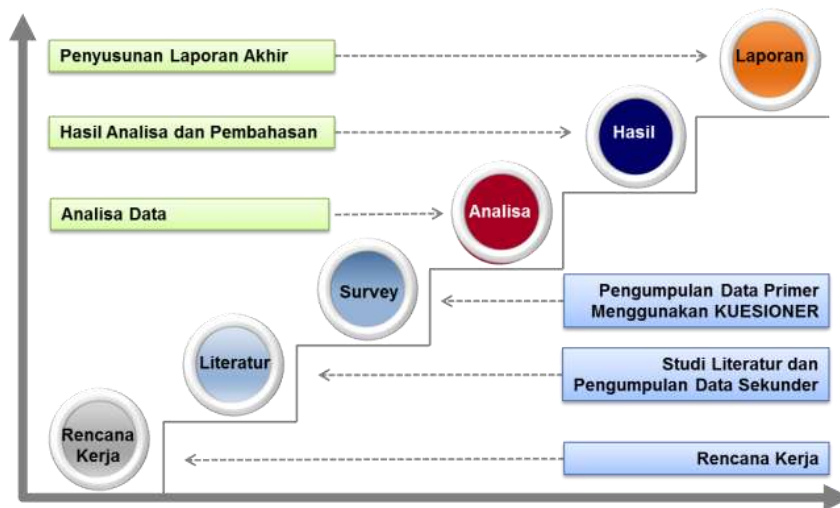 Penyusunan Laporan Akhir
Laporan
Hasil Analisa dan Pembahasan
Hasil
Analisa Data
Analisa
Survey
Pengumpulan Data Primer
Menggunakan KUESIONER
Literatur
Studi Literatur dan
Pengumpulan Data Sekunder
Rencana
Kerja
Rencana Kerja